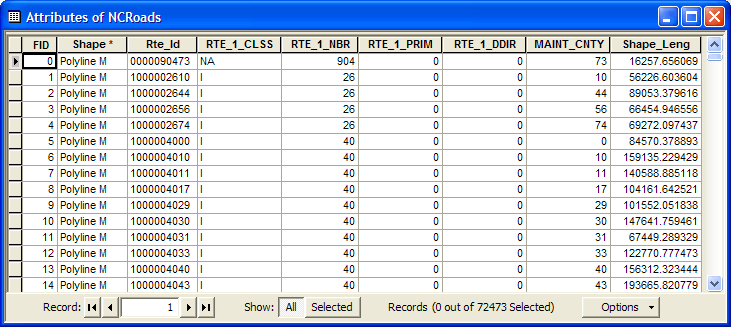 Attributes of NCRoads
FID Shape * Rte_Id RTE_1_CLSS RTE_1_NBR RTE_1_PRIM RTE_1_DDIR MAINT_CNTY Shape_Leng
0 Polyline M 0000090473 NA 904 0 0 73 16257.656069
1 Polyline M 1000002610 I 26 0 0 10 56226.603604
2 Polyline M 1000002644 I 26 0 0 44 89053.379616
3 Polyline M 1000002656 I 26 0 0 56 66454.946556
4 Polyline M 1000002674 I 26 0 0 74 69272.097437
5 Polyline M 1000004000 I 40 0 0 0 84570.378893
6 Polyline M 1000004010 I 40 0 0 10 159135.229429
7 Polyline M 1000004011 I 40 0 0 11 140588.885118
8 Polyline M 1000004017 I 40 0 0 17 104161.642521
9 Polyline M 1000004029 I 40 0 0 29 101552.051838
10 Polyline M 1000004030 I 40 0 0 30 147641.759461
11 Polyline M 1000004031 I 40 0 0 31 67449.289329
12 Polyline M 1000004033 I 40 0 0 33 122770.777473
13 Polyline M 1000004040 I 40 0 0 40 156312.323444
14 Polyline M 1000004043 I 40 0 0 43 193665.820779
Record: 1 Show: All Selected Records (0 out of 72473 Selected) Options